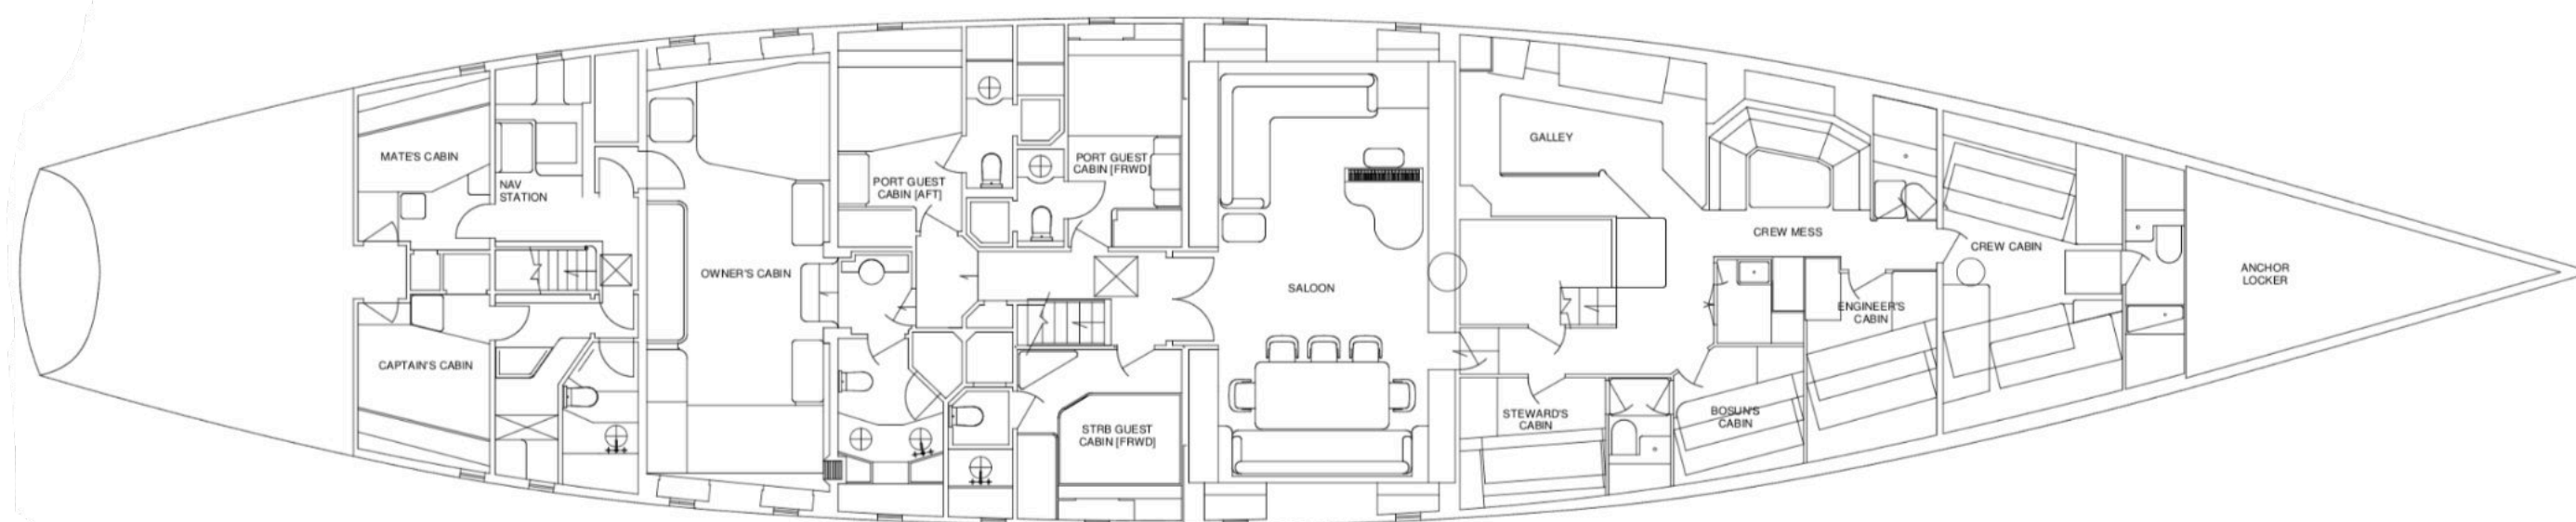 MATE'S CABIN
NAV
STATION
CAPTAIN'S CABIN
OWNER'S CABIN
PORT GUEST
CABIN [AFT]
PORT GUEST
CABIN [FRWD]
STRB GUEST
CABIN [FRWD]
SALOON
GALLEY
CREW MESS
STEWARD'S
CABIN
BOSUN'S
CABIN
ENGINEER'S
CABIN
CREW CABIN
ANCHOR
LOCKER